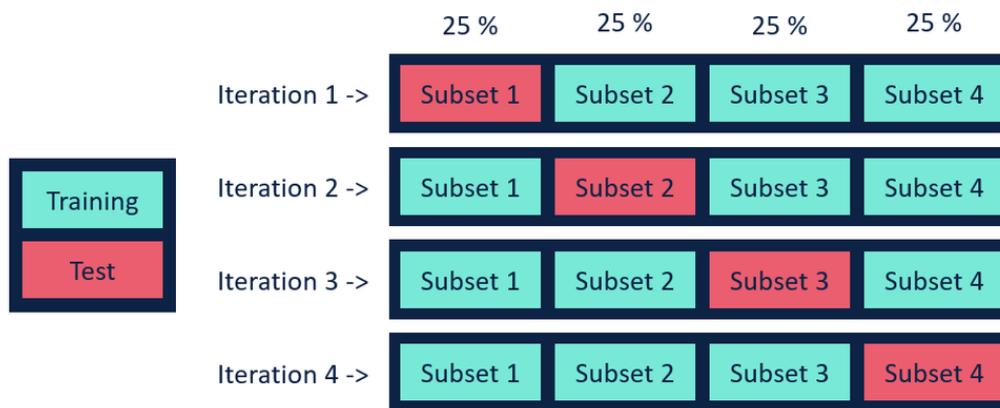 25 % 25 % 25 % 25 %
Iteration 1 -> Subset 1 Subset 2 Subset 3 Subset 4
Iteration 2 -> Subset 1 Subset 2 Subset 3 Subset 4
Training
Test
Iteration 3 -> Subset 1 Subset 2 Subset 3 Subset 4
Iteration 4 -> Subset 1 Subset 2 Subset 3 Subset 4